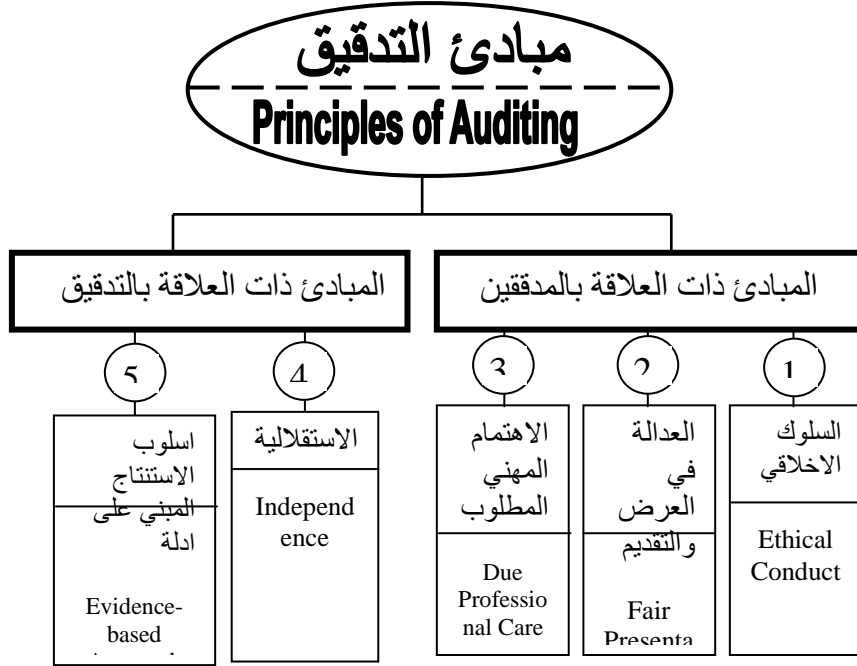 مبادئ التدقيق
Principles of Auditing
المبادئ ذات العلاقة بالمدققين
المبادئ ذات العلاقة بالتدقيق
1
2
3
4
5
السلوك
الاخلاقي
Ethical
Conduct
العدالة
في
العرض
والتقديم
Fair
Presenta
الاهتمام
المهني
المطلوب
Due
Professio
nal Care
الاستقلالية
Independ
ence
اسلوب
الاستنتاج
المبني على
ادلة
Evidence-
based